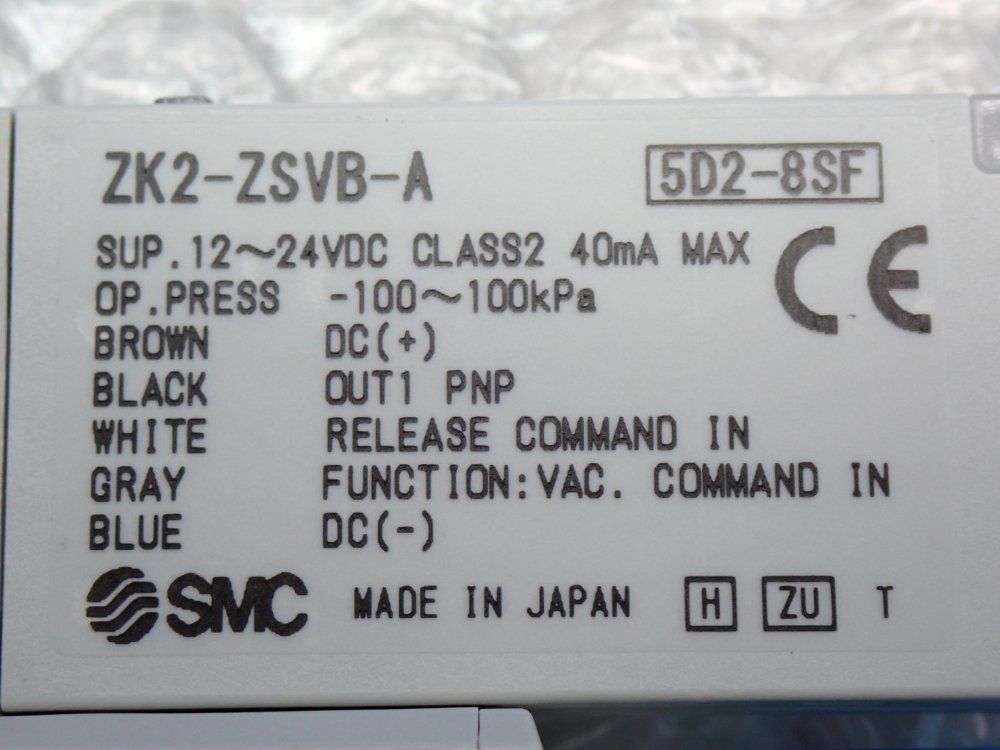 ZK2-ZSVB-A 5D2-8SF
SUP.12～24VDC CLASS2 40mA MAX CE
OP.PRESS -100～100kPa
BROWN DC(+)
BLACK OUT1 PNP
WHITE RELEASE COMMAND IN
GRAY FUNCTION:VAC. COMMAND IN
BLUE DC(-)
SMC MADE IN JAPAN H ZU T